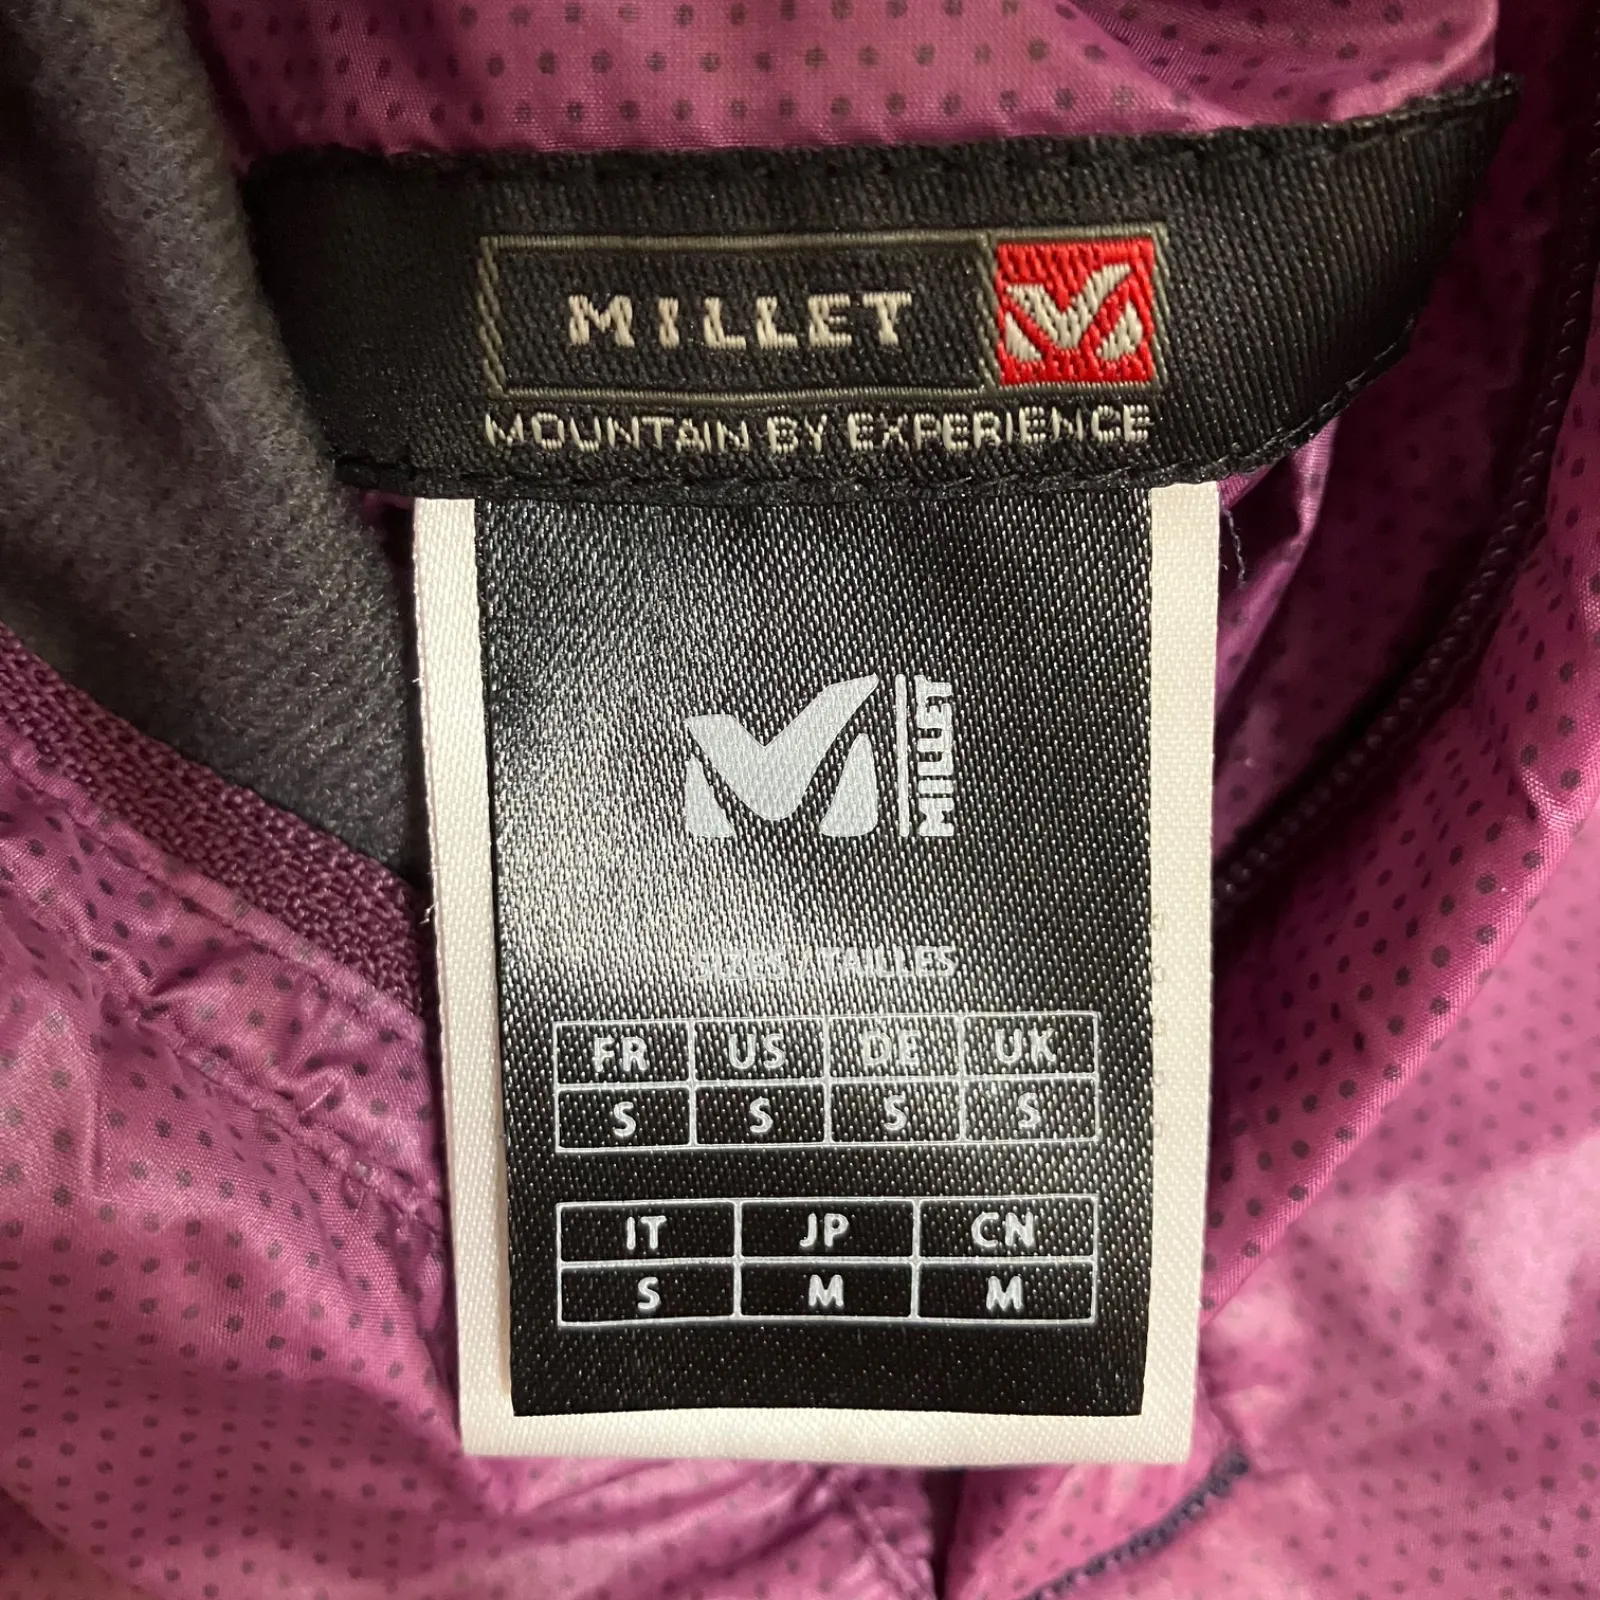 MILLET
MOUNTAIN BY EXPERIENCE
MILLET
SIZES / TAILLES
FR US DE UK
S S S S
IT JP CN
S M M